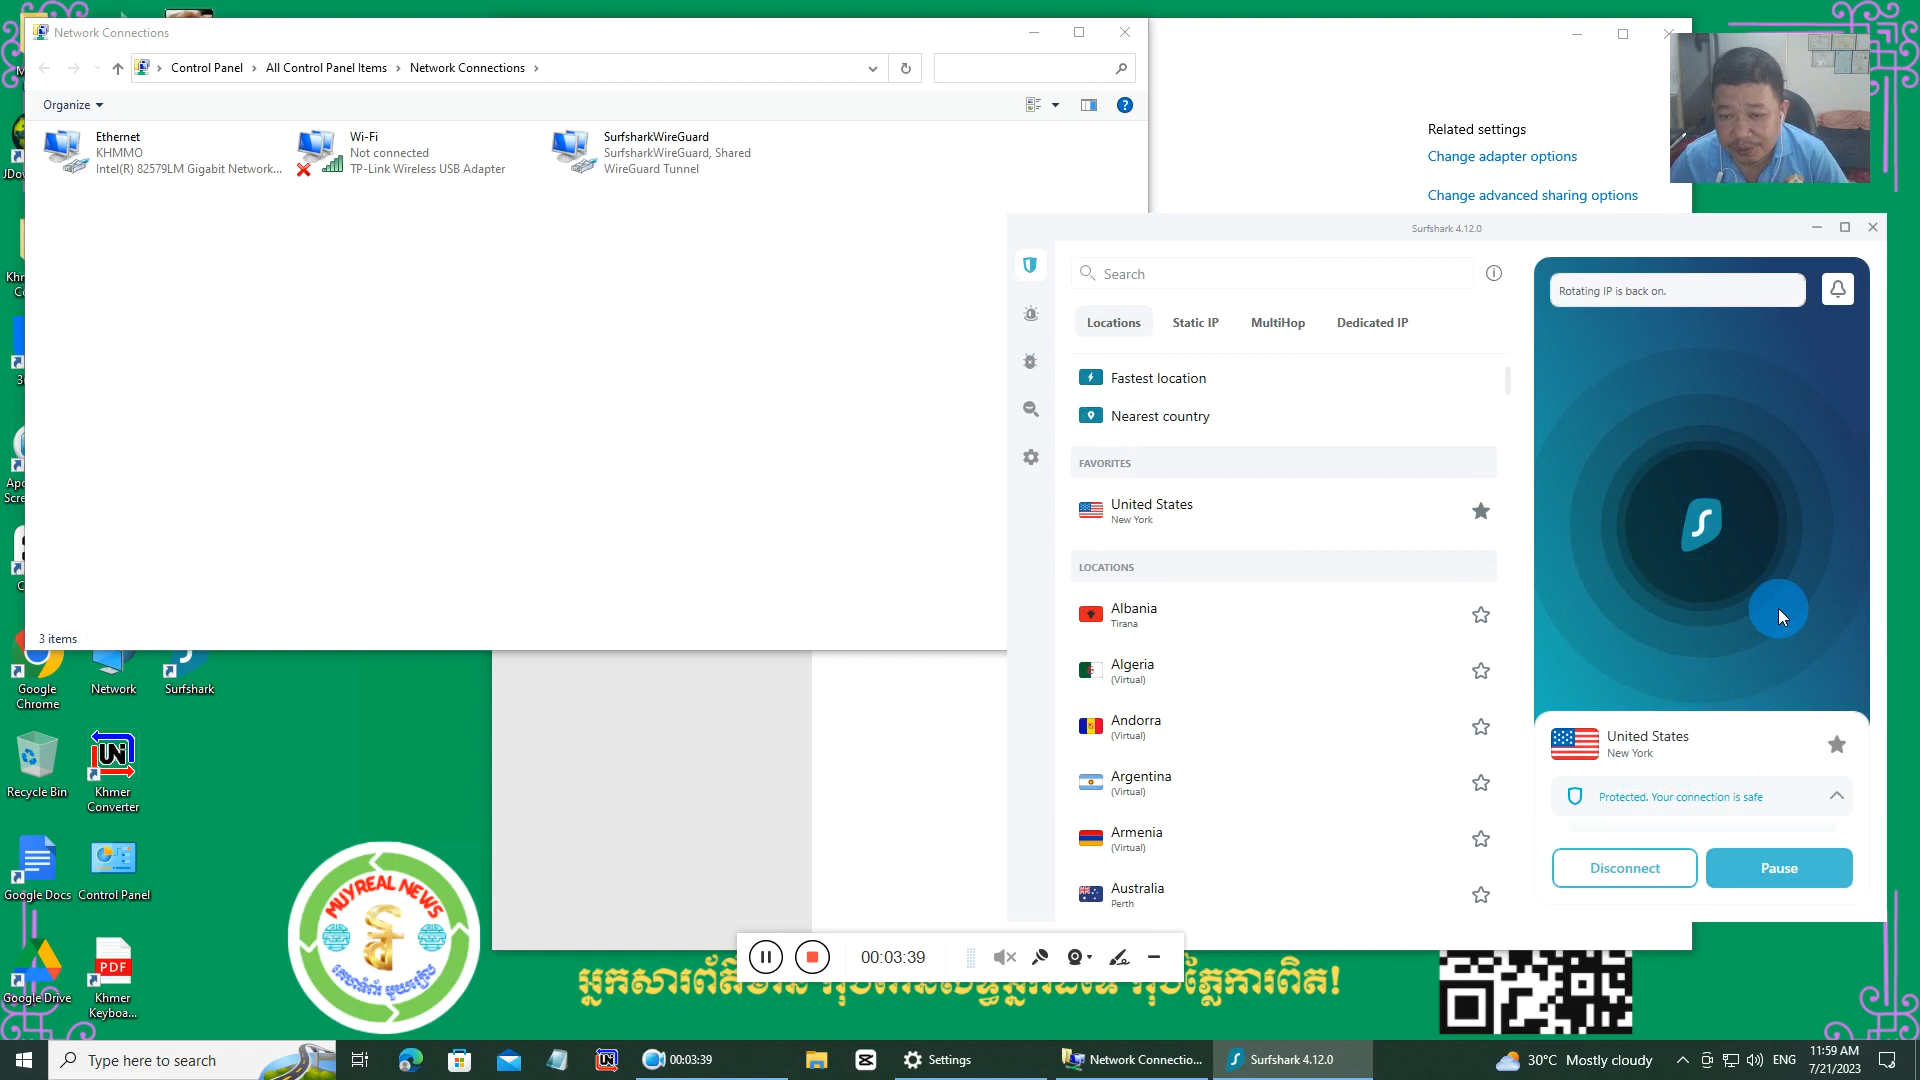 Network Connections
Control Panel
All Control Panel Items
Network Connections
Organize
Ethernet
KHMMO
Intel(R) 82579LM Gigabit Network...
Wi-Fi
Not connected
TP-Link Wireless USB Adapter
SurfsharkWireGuard
SurfsharkWireGuard, Shared
WireGuard Tunnel
3 items
Related settings
Change adapter options
Change advanced sharing options
Surfshark 4.12.0
Search
Locations
Static IP
MultiHop
Dedicated IP
Fastest location
Nearest country
FAVORITES
United States
New York
LOCATIONS
Albania
Tirana
Algeria
(Virtual)
Andorra
(Virtual)
Argentina
(Virtual)
Armenia
(Virtual)
Australia
Perth
Rotating IP is back on.
United States
New York
Protected. Your connection is safe
Disconnect
Pause
Google
Chrome
Network
Surfshark
Recycle Bin
Khmer
Converter
Google Docs
Control Panel
Google Drive
PDF
Khmer
Keyboa...
MUYREAL NEWS
00:03:39
Type here to search
00:03:39
Settings
Network Connectio...
Surfshark 4.12.0
30°C Mostly cloudy
ENG
11:59 AM
7/21/2023